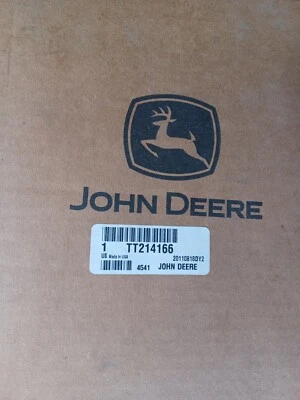 JOHN DEERE
1 TT214166
US Made in USA 20110818DY2
4541 JOHN DEERE